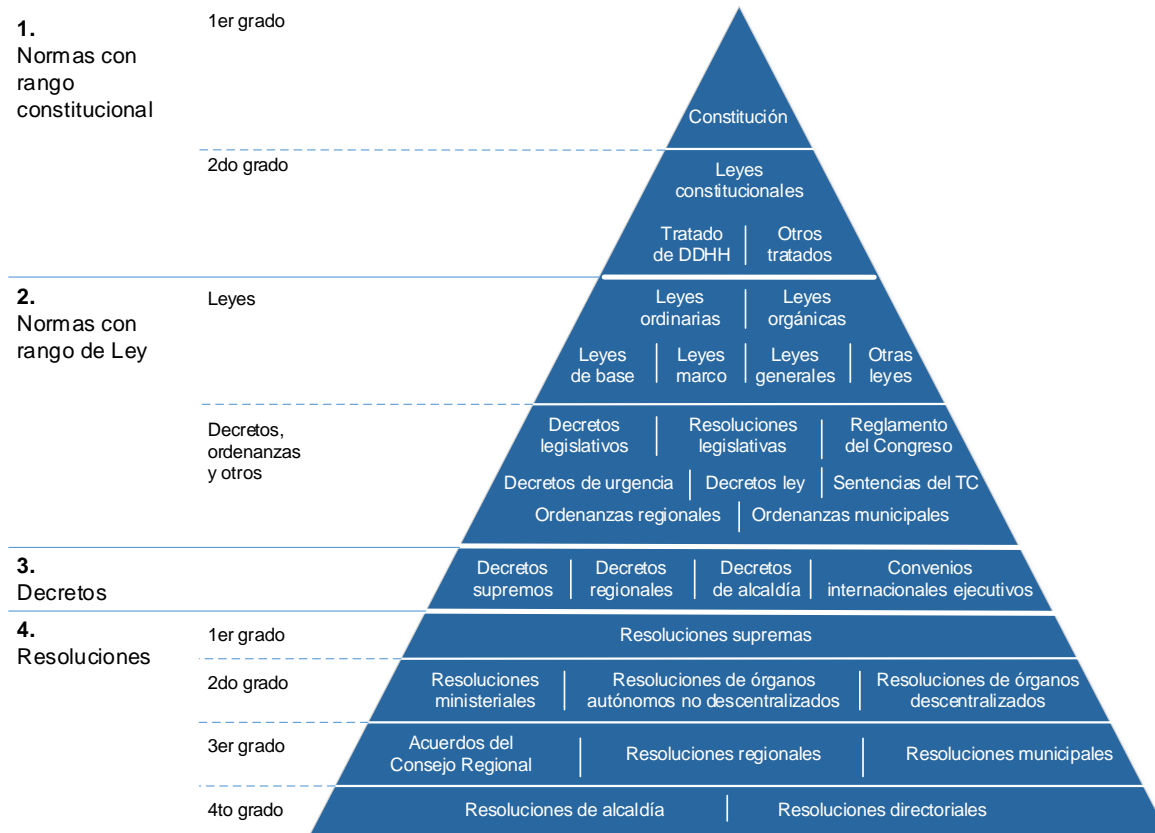 1.
Normas con
rango
constitucional
1er grado
Constitución
2do grado
Leyes
constitucionales
Tratado
de DDHH
Otros
tratados
2.
Normas con
rango de Ley
Leyes
Leyes
ordinarias
Leyes
orgánicas
Leyes
de base
Leyes
marco
Leyes
generales
Otras
leyes
Decretos,
ordenanzas
y otros
Decretos
legislativos
Resoluciones
legislativas
Reglamento
del Congreso
Decretos de urgencia
Decretos ley
Sentencias del TC
Ordenanzas regionales
Ordenanzas municipales
3.
Decretos
Decretos
supremos
Decretos
regionales
Decretos
de alcaldía
Convenios
internacionales ejecutivos
4.
Resoluciones
1er grado
Resoluciones supremas
2do grado
Resoluciones
ministeriales
Resoluciones de órganos
autónomos no descentralizados
Resoluciones de órganos
descentralizados
3er grado
Acuerdos del
Consejo Regional
Resoluciones regionales
Resoluciones municipales
4to grado
Resoluciones de alcaldía
Resoluciones directoriales